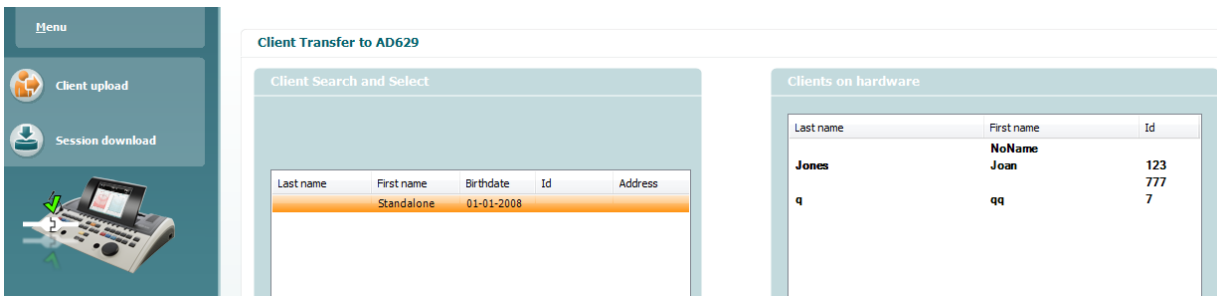 Menu
Client upload
Session download
Client Transfer to AD629
Client Search and Select
Last name First name Birthdate Id Address
Standalone 01-01-2008
Clients on hardware
Last name First name Id
NoName
Jones Joan 123
777
q qq 7